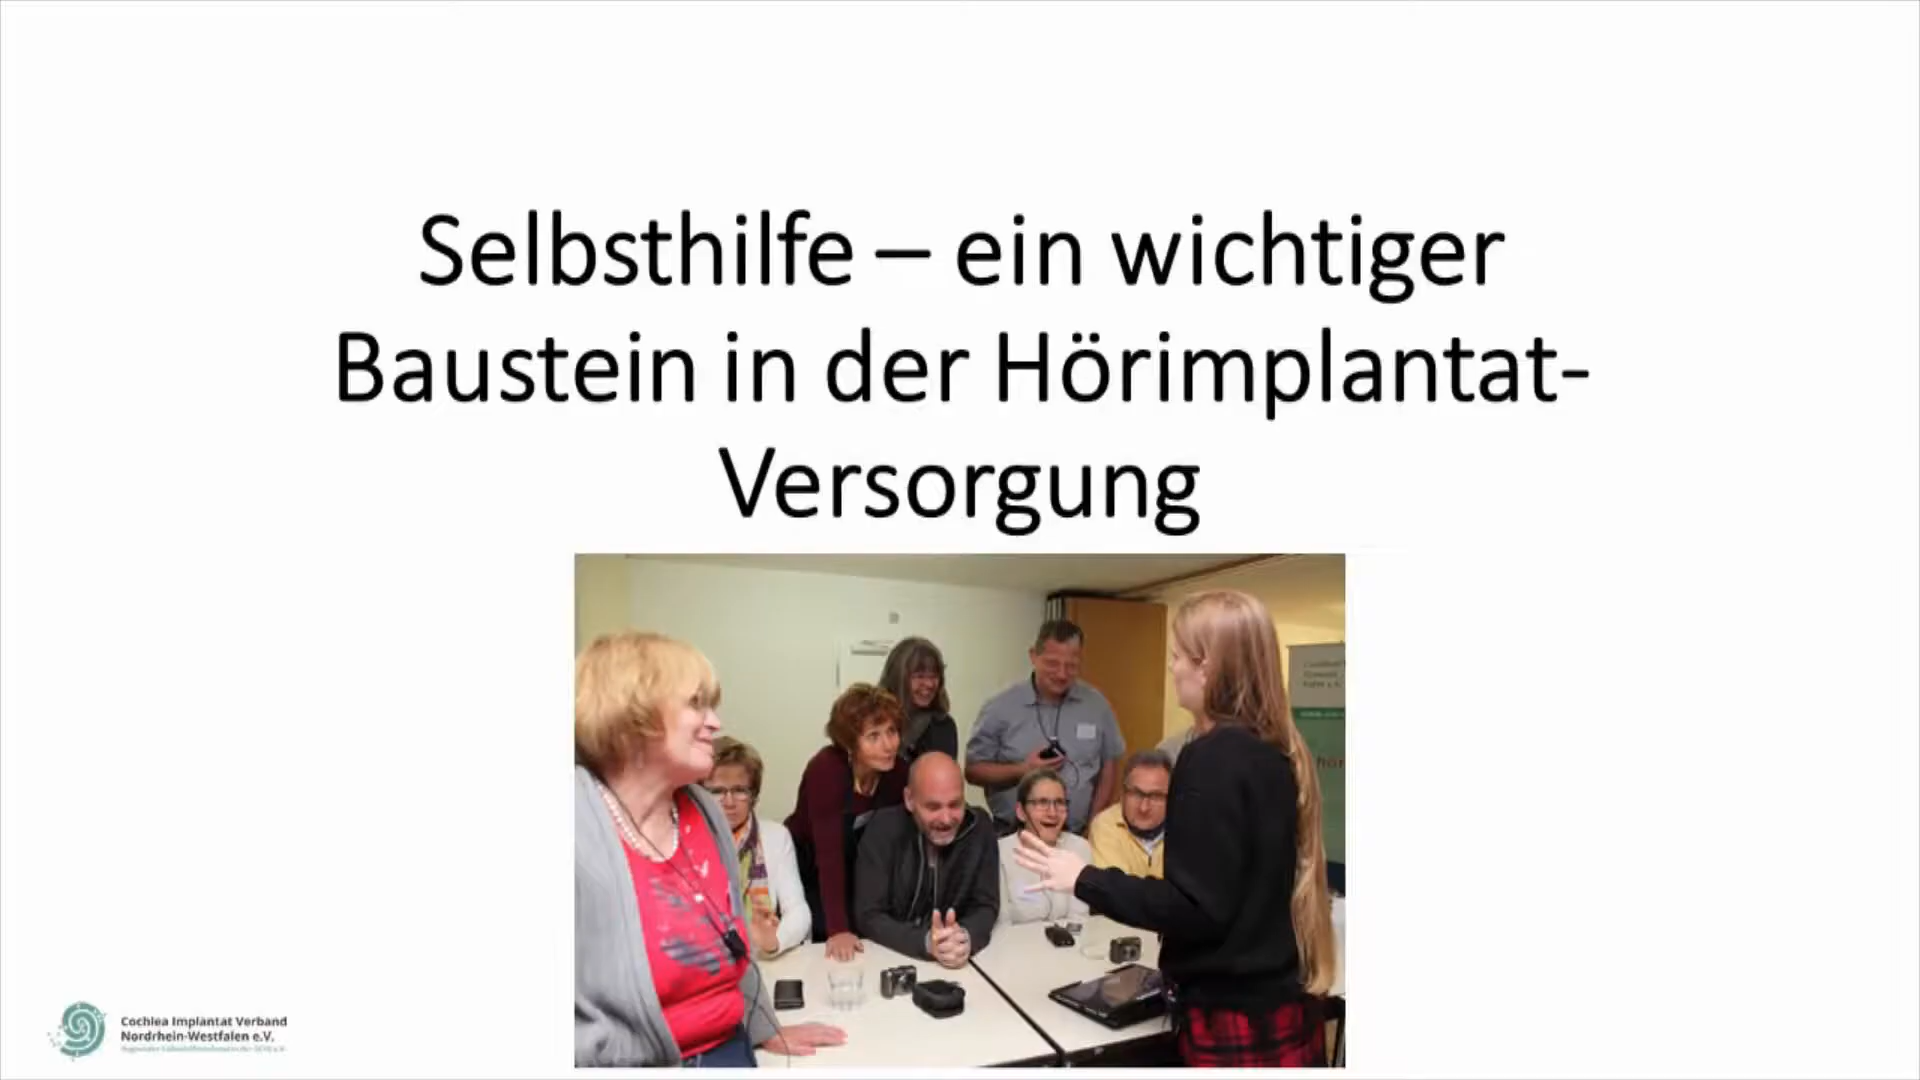 Selbsthilfe – ein wichtiger
Baustein in der Hörimplantat-
Versorgung
Cochlea Implantat Verband
Nordrhein-Westfalen e.V.